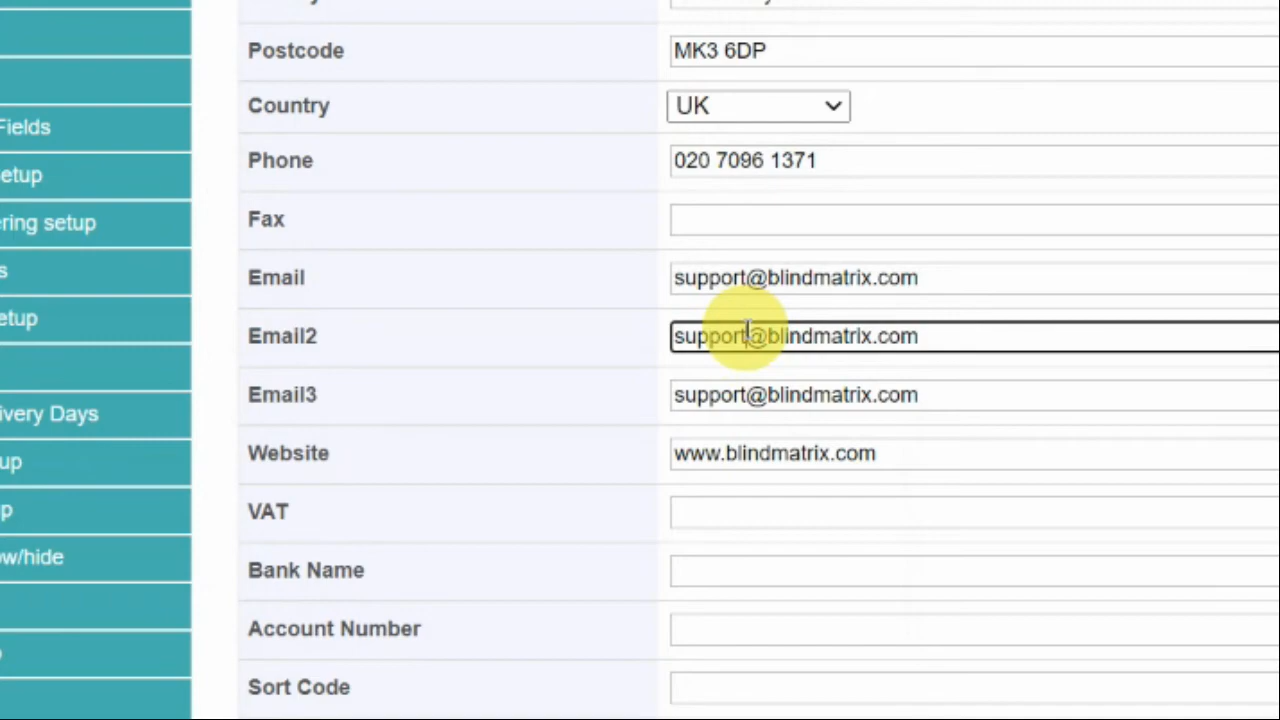 Postcode MK3 6DP
Country UK
Fields
Phone 020 7096 1371
etup
Fax
ring setup
Email support@blindmatrix.com
s
etup
Email2 support@blindmatrix.com
Email3 support@blindmatrix.com
ivery Days
Website www.blindmatrix.com
up
VAT
p
ow/hide
Bank Name
Account Number
Sort Code